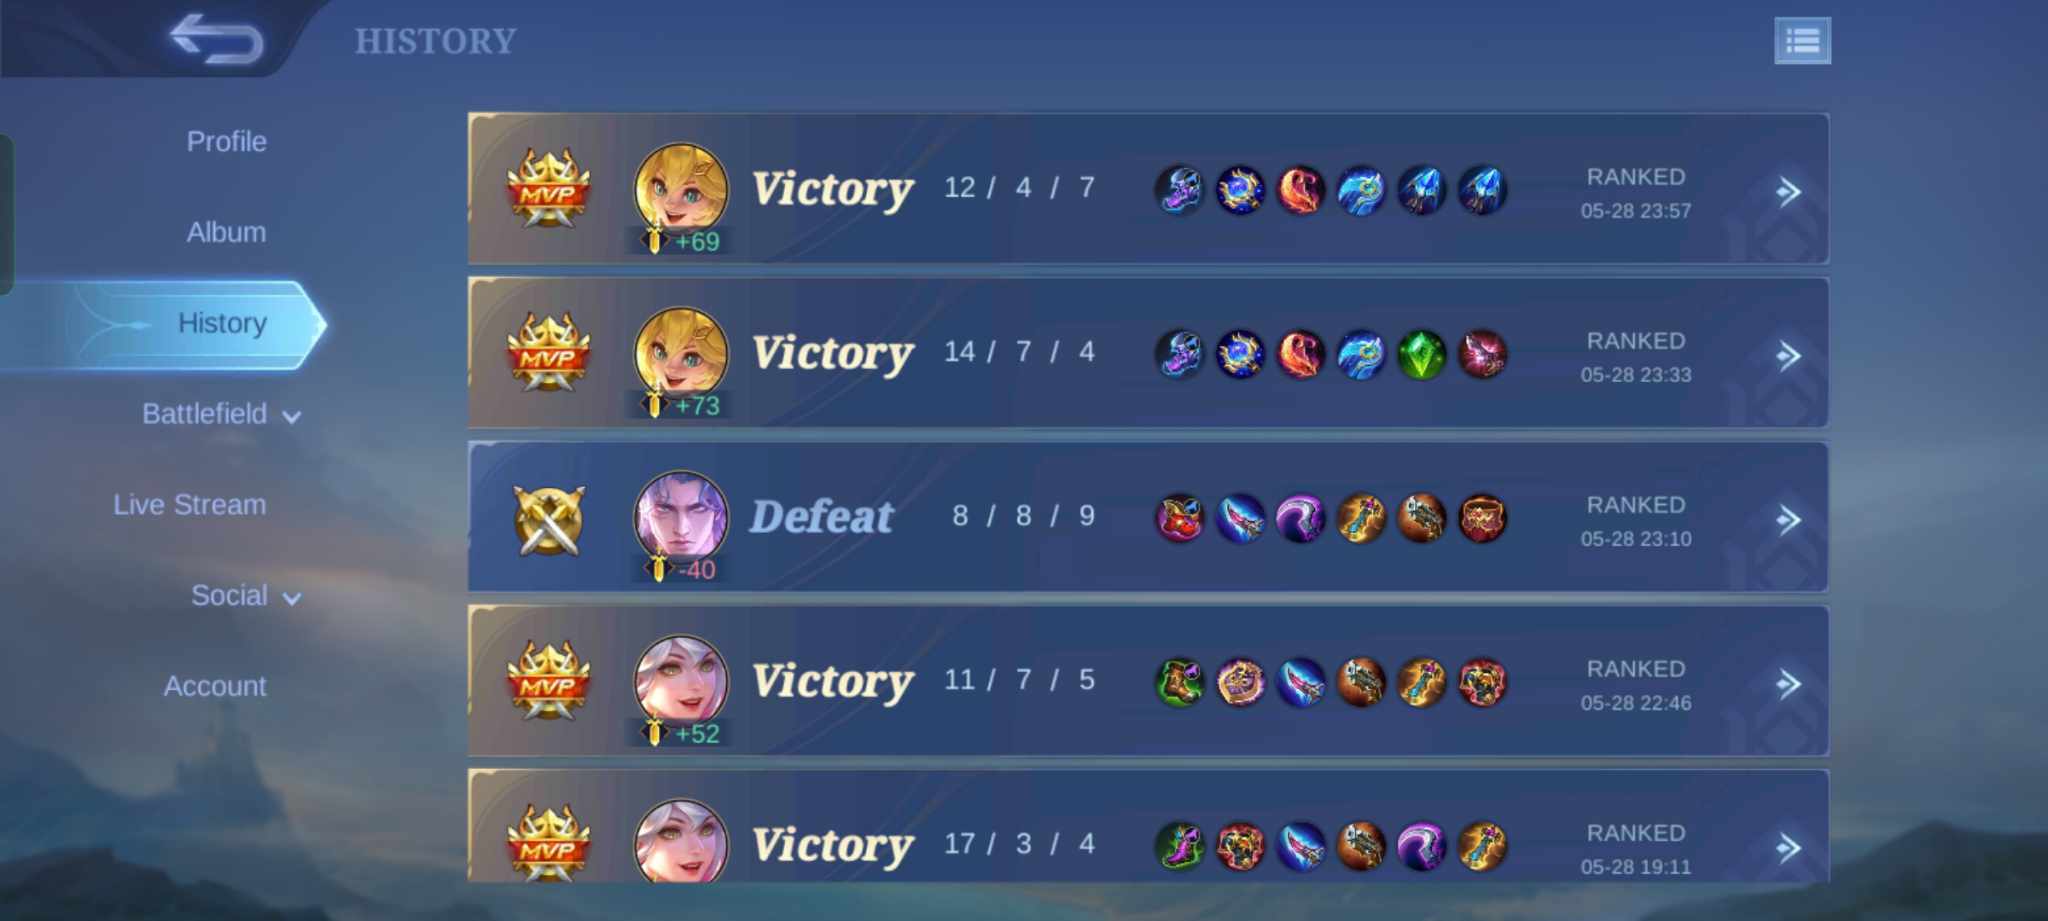 HISTORY
Profile
Album
History
Battlefield
Live Stream
Social
Account
MVP
+69
Victory
12 / 4 / 7
RANKED
05-28 23:57
MVP
+73
Victory
14 / 7 / 4
RANKED
05-28 23:33
-40
Defeat
8 / 8 / 9
RANKED
05-28 23:10
MVP
+52
Victory
11 / 7 / 5
RANKED
05-28 22:46
MVP
Victory
17 / 3 / 4
RANKED
05-28 19:11